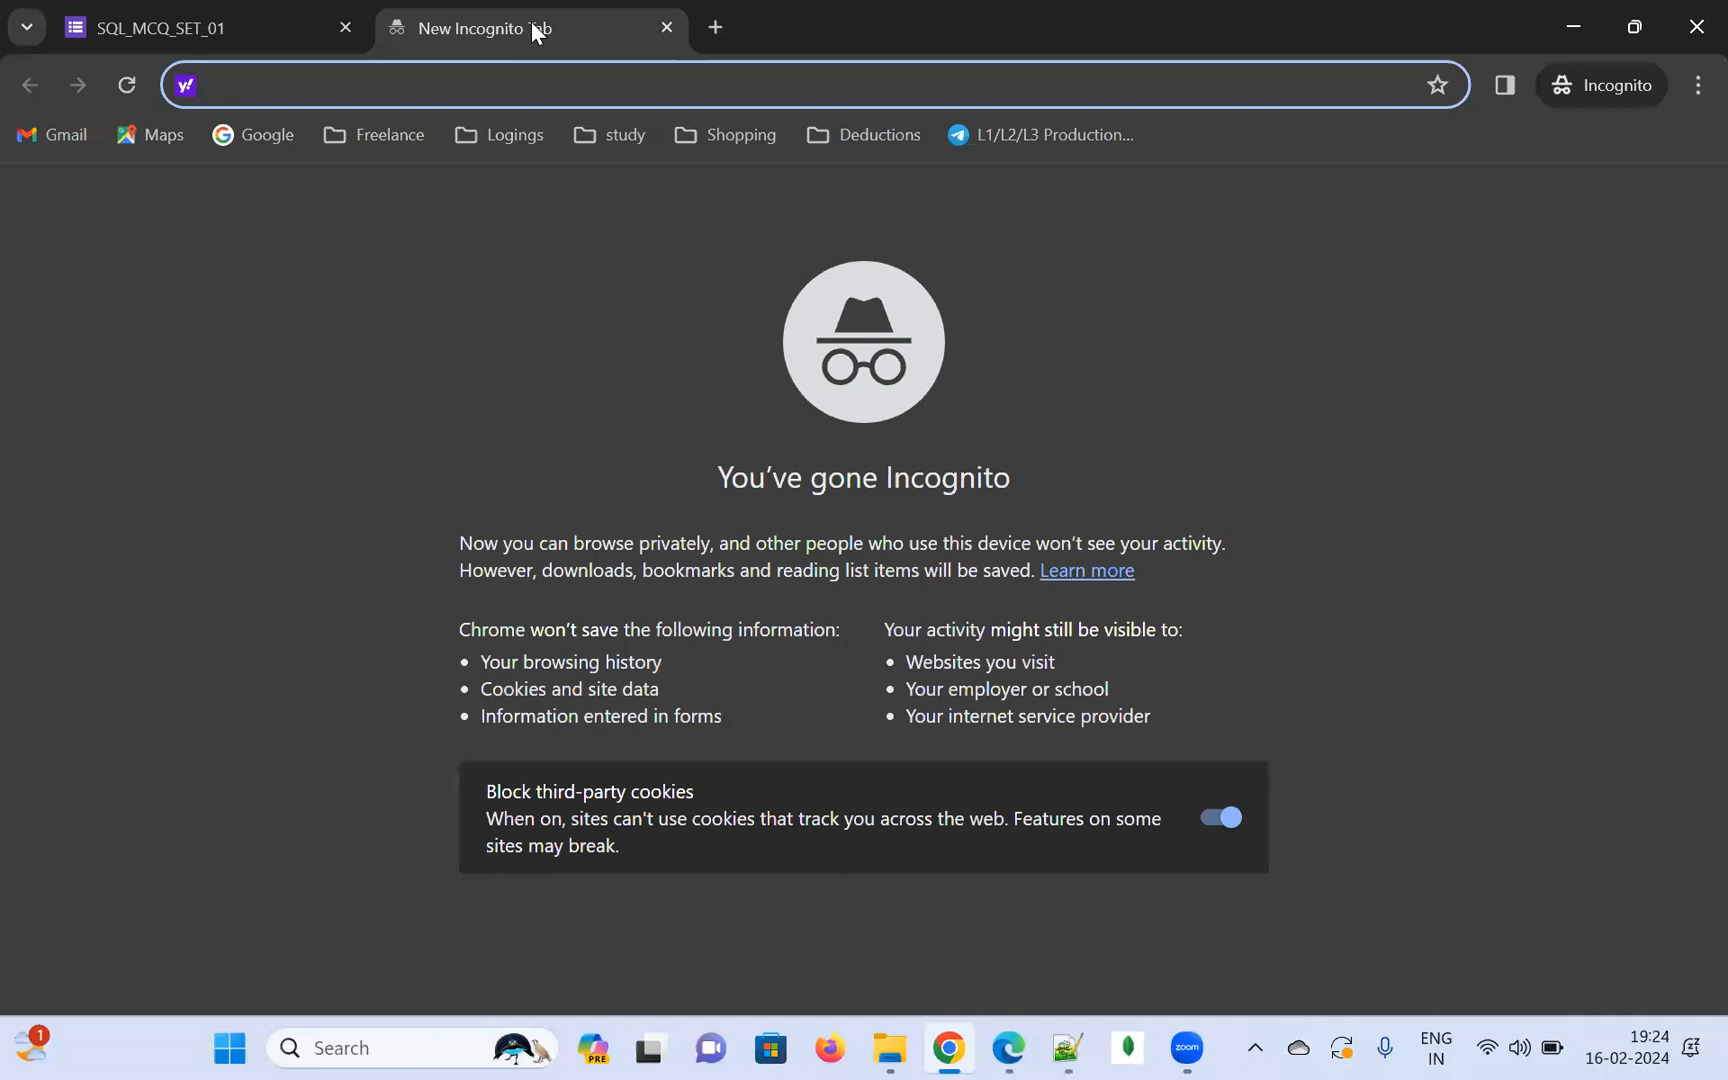 SQL_MCQ_SET_01
New Incognito Tab
y!
Incognito
Gmail
Maps
Google
Freelance
Logings
study
Shopping
Deductions
L1/L2/L3 Production...
You've gone Incognito
Now you can browse privately, and other people who use this device won't see your activity.
However, downloads, bookmarks and reading list items will be saved. Learn more
Chrome won't save the following information:
• Your browsing history
• Cookies and site data
• Information entered in forms
Your activity might still be visible to:
• Websites you visit
• Your employer or school
• Your internet service provider
Block third-party cookies
When on, sites can't use cookies that track you across the web. Features on some
sites may break.
1
Search
PRE
zoom
ENG
IN
19:24
16-02-2024